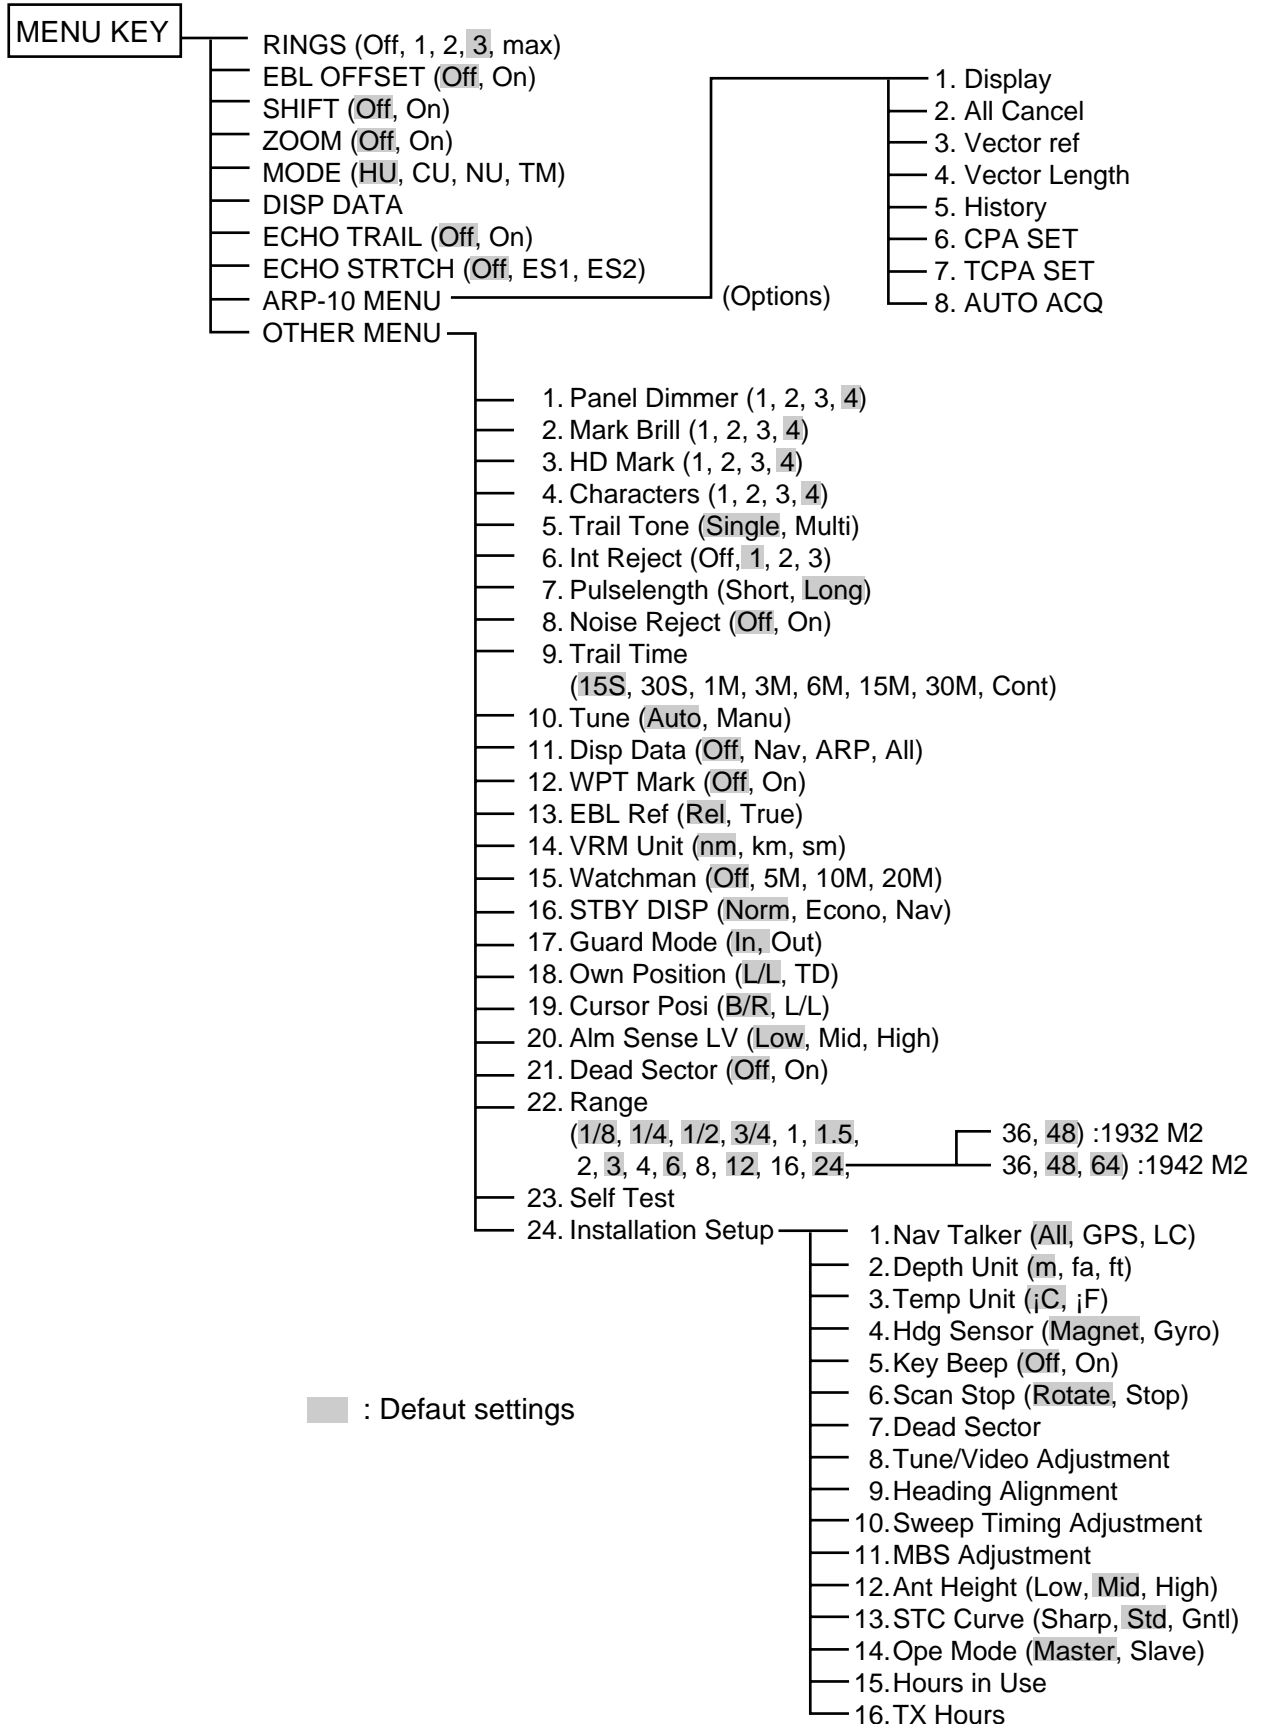 MENU KEY
RINGS (Off, 1, 2, 3, max)
EBL OFFSET (Off, On)
SHIFT (Off, On)
ZOOM (Off, On)
MODE (HU, CU, NU, TM)
DISP DATA
ECHO TRAIL (Off, On)
ECHO STRTCH (Off, ES1, ES2)
ARP-10 MENU
(Options)
OTHER MENU
1. Display
2. All Cancel
3. Vector ref
4. Vector Length
5. History
6. CPA SET
7. TCPA SET
8. AUTO ACQ
1. Panel Dimmer (1, 2, 3, 4)
2. Mark Brill (1, 2, 3, 4)
3. HD Mark (1, 2, 3, 4)
4. Characters (1, 2, 3, 4)
5. Trail Tone (Single, Multi)
6. Int Reject (Off, 1, 2, 3)
7. Pulselength (Short, Long)
8. Noise Reject (Off, On)
9. Trail Time
(15S, 30S, 1M, 3M, 6M, 15M, 30M, Cont)
10. Tune (Auto, Manu)
11. Disp Data (Off, Nav, ARP, All)
12. WPT Mark (Off, On)
13. EBL Ref (Rel, True)
14. VRM Unit (nm, km, sm)
15. Watchman (Off, 5M, 10M, 20M)
16. STBY DISP (Norm, Econo, Nav)
17. Guard Mode (In, Out)
18. Own Position (L/L, TD)
19. Cursor Posi (B/R, L/L)
20. Alm Sense LV (Low, Mid, High)
21. Dead Sector (Off, On)
22. Range
(1/8, 1/4, 1/2, 3/4, 1, 1.5,
2, 3, 4, 6, 8, 12, 16, 24,
36, 48) :1932 M2
36, 48, 64) :1942 M2
23. Self Test
24. Installation Setup
1.Nav Talker (All, GPS, LC)
2.Depth Unit (m, fa, ft)
3.Temp Unit (¡C, ¡F)
4.Hdg Sensor (Magnet, Gyro)
5.Key Beep (Off, On)
6.Scan Stop (Rotate, Stop)
7.Dead Sector
8.Tune/Video Adjustment
9.Heading Alignment
10.Sweep Timing Adjustment
11.MBS Adjustment
12.Ant Height (Low, Mid, High)
13.STC Curve (Sharp, Std, Gntl)
14.Ope Mode (Master, Slave)
15.Hours in Use
16.TX Hours
: Defaut settings